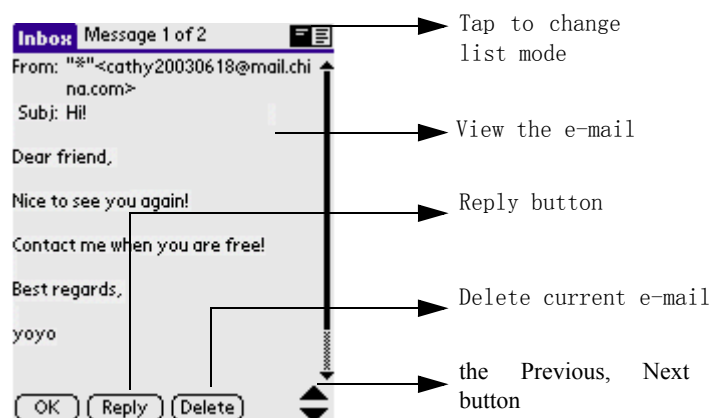 Inbox Message 1 of 2
From: "*"<cathy20030618@mail.chi
na.com>
Subj: Hi!
Dear friend,
Nice to see you again!
Contact me when you are free!
Best regards,
yoyo
OK Reply Delete
Tap to change
list mode
View the e-mail
Reply button
Delete current e-mail
the Previous, Next
button